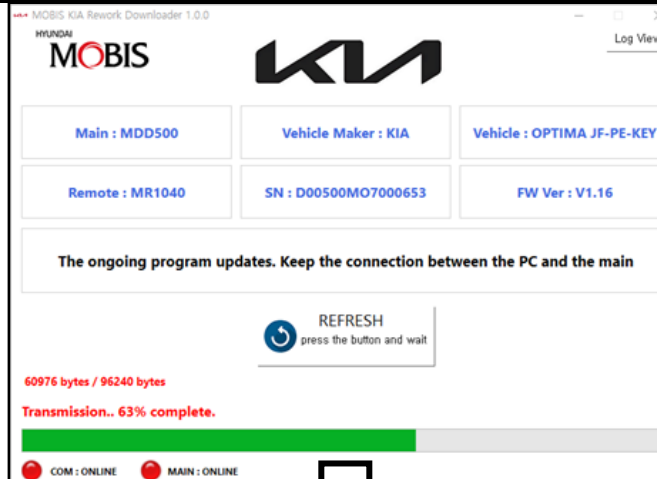 MOBIS KIA Rework Downloader 1.0.0
HYUNDAI
MOBIS
KIA
Log View
Main : MDD500
Vehicle Maker : KIA
Vehicle : OPTIMA JF-PE-KEY
Remote : MR1040
SN : D00500MO7000653
FW Ver : V1.16
The ongoing program updates. Keep the connection between the PC and the main
REFRESH
press the button and wait
60976 bytes / 96240 bytes
Transmission.. 63% complete.
COM : ONLINE
MAIN : ONLINE